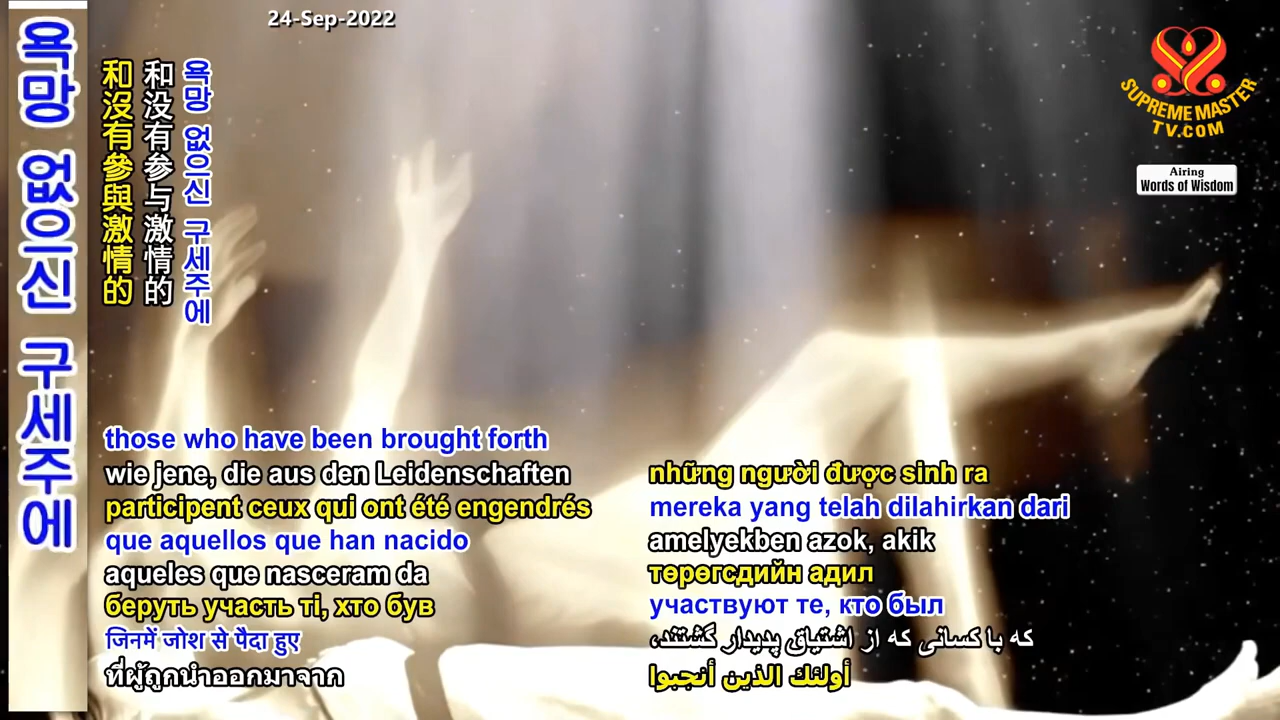 24-Sep-2022
욕망 없으신 구세주에
和沒有參與激情的
和没有参与激情的
욕망 없으신 구세주에
SUPREME MASTER
TV.COM
Airing
Words of Wisdom
those who have been brought forth
wie jene, die aus den Leidenschaften
participent ceux qui ont été engendrés
que aquellos que han nacido
aqueles que nasceram da
беруть участь ті, хто був
जिनमें जोश से पैदा हुए
ที่ผู้ถูกนำออกมาจาก
những người được sinh ra
mereka yang telah dilahirkan dari
amelyekben azok, akik
төрөгсдийн адил
участвуют те, кто был
که با کسانی که از اشتیاق پدیدار گشتند،
أولئك الذين أنجبوا